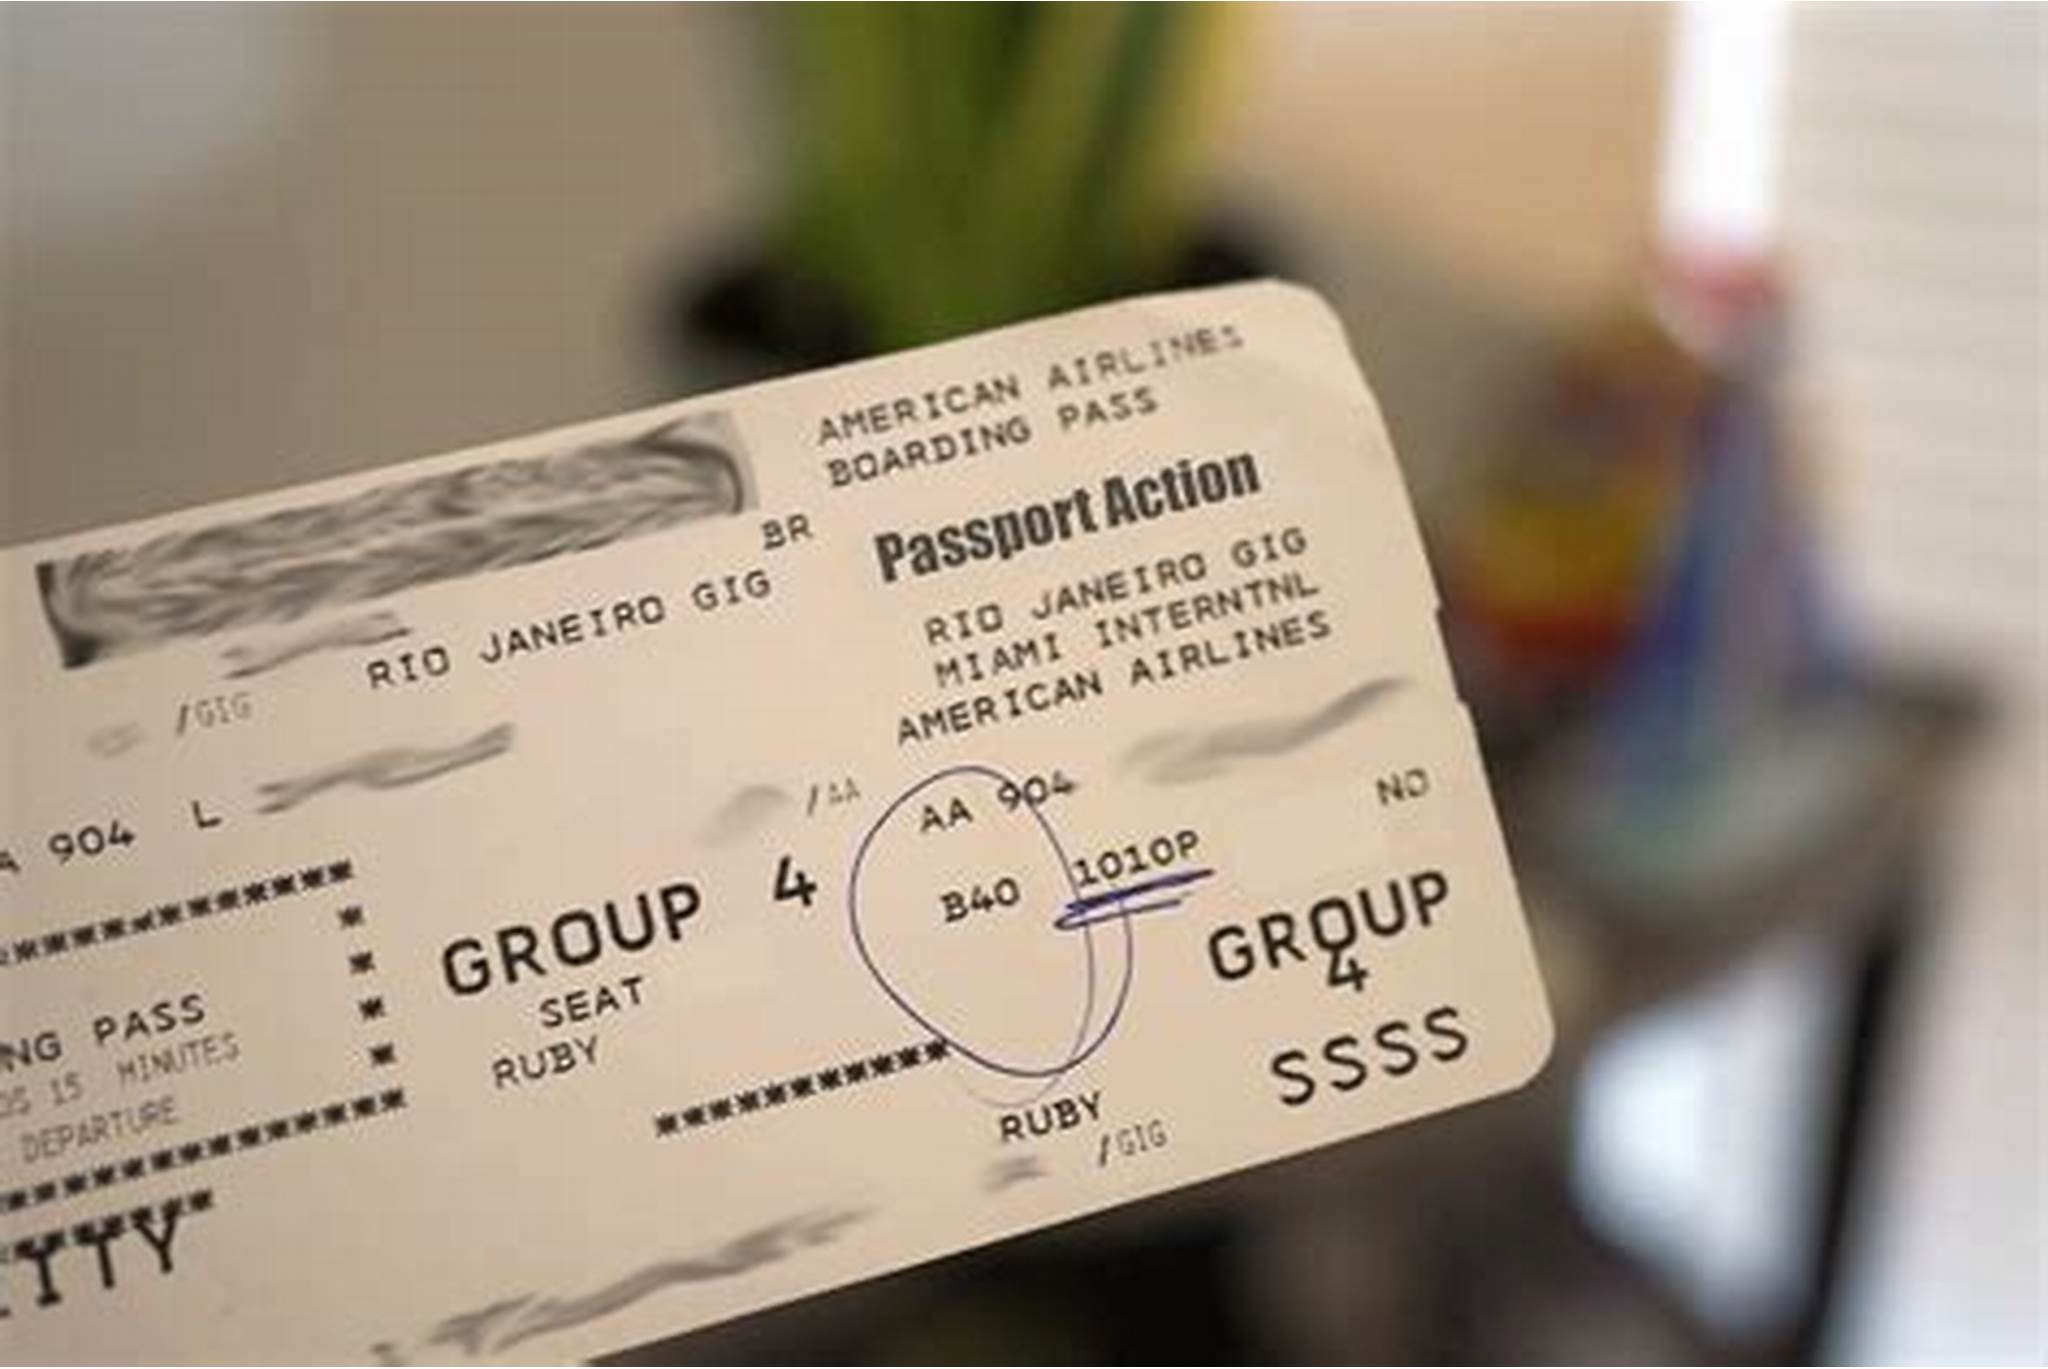 AMERICAN AIRLINES
BOARDING PASS
BR
Passport Action
RIO JANEIRO GIG
RIO JANEIRO GIG
MIAMI INTERNTNL
AMERICAN AIRLINES
/GIG
A 904 L
/AA
AA 904
NO
B40 1010P
GROUP 4
GROUP
4
SEAT
RUBY
NG PASS
OS 15 MINUTES
DEPARTURE
SSSS
RUBY
/GIG